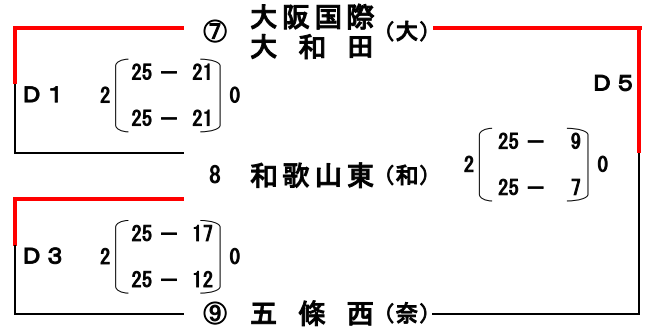 ⑦ 大阪国際大和田 (大)
D1 2 25 － 21 0
25 － 21
D5
2 25 － 9 0
25 － 7
8 和歌山東 (和)
D3 2 25 － 17 0
25 － 12
⑨ 五條西 (奈)